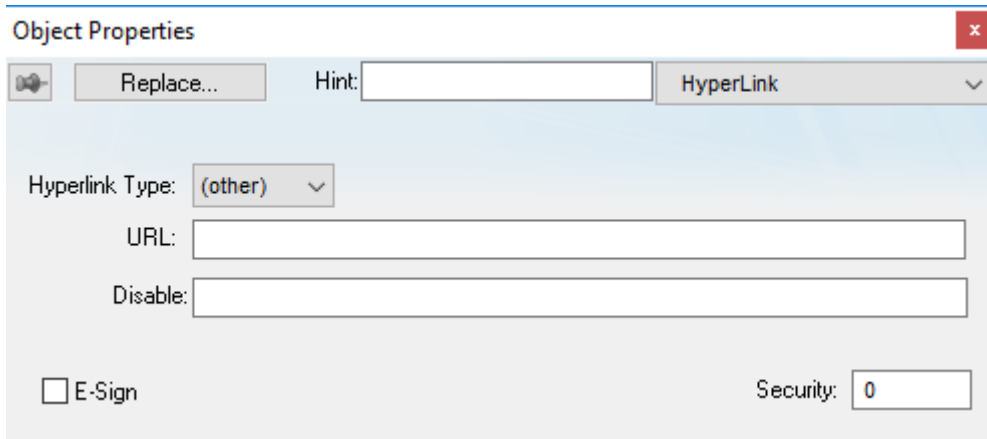 Object Properties x
Replace... Hint: HyperLink
Hyperlink Type: (other)
URL:
Disable:
E-Sign Security: 0